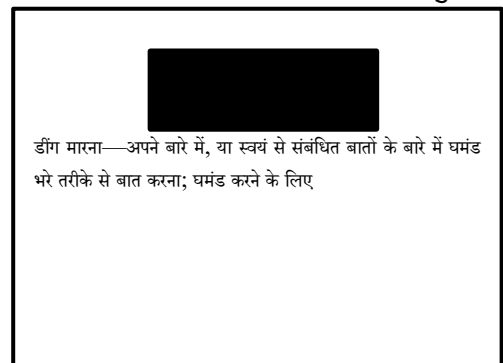 डींग मारना—अपने बारे में, या स्वयं से संबंधित बातों के बारे में घमंड
भरे तरीके से बात करना; घमंड करने के लिए